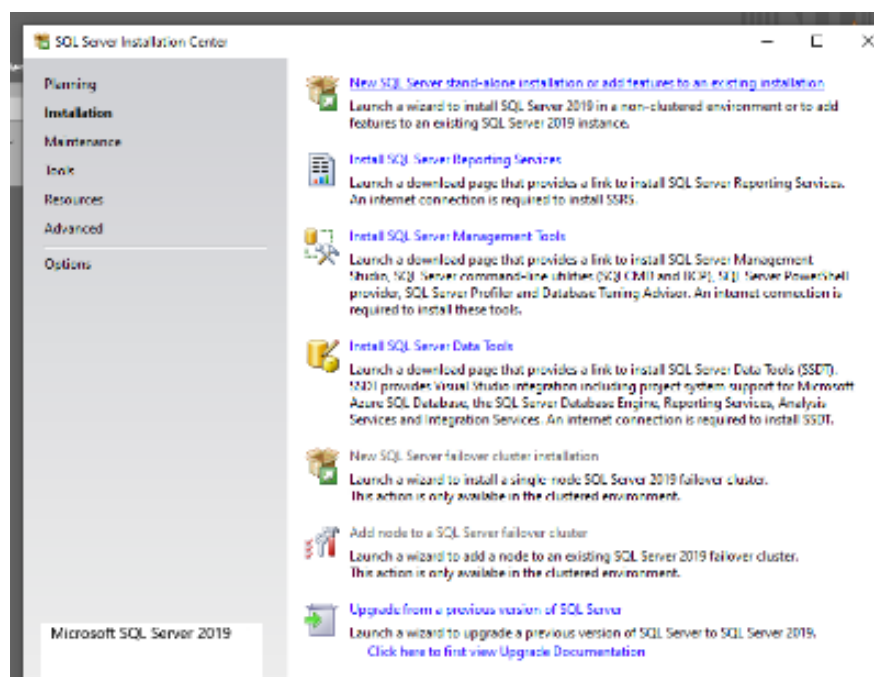 SQL Server Installation Center
Planning
Installation
Maintenance
Tools
Resources
Advanced
Options
Microsoft SQL Server 2019
New SQL Server stand-alone installation or add features to an existing installation
Launch a wizard to install SQL Server 2019 in a non-clustered environment or to add
features to an existing SQL Server 2019 instance.
Install SQL Server Reporting Services
Launch a download page that provides a link to install SQL Server Reporting Services.
An internet connection is required to install SSRS.
Install SQL Server Management Tools
Launch a download page that provides a link to install SQL Server Management
Studio, SQL Server command-line utilities (SQLCMD and BCP), SQL Server PowerShell
provider, SQL Server Profiler and Database Tuning Advisor. An internet connection is
required to install these tools.
Install SQL Server Data Tools
Launch a download page that provides a link to install SQL Server Data Tools (SSDT).
SSDT provides Visual Studio integration including project system support for Microsoft
Azure SQL Database, the SQL Server Database Engine, Reporting Services, Analysis
Services and Integration Services. An internet connection is required to install SSDT.
New SQL Server failover cluster installation
Launch a wizard to install a single-node SQL Server 2019 failover cluster.
This action is only availabe in the clustered environment.
Add node to a SQL Server failover cluster
Launch a wizard to add a node to an existing SQL Server 2019 failover cluster.
This action is only availabe in the clustered environment.
Upgrade from a previous version of SQL Server
Launch a wizard to upgrade a previous version of SQL Server to SQL Server 2019.
Click here to first view Upgrade Documentation